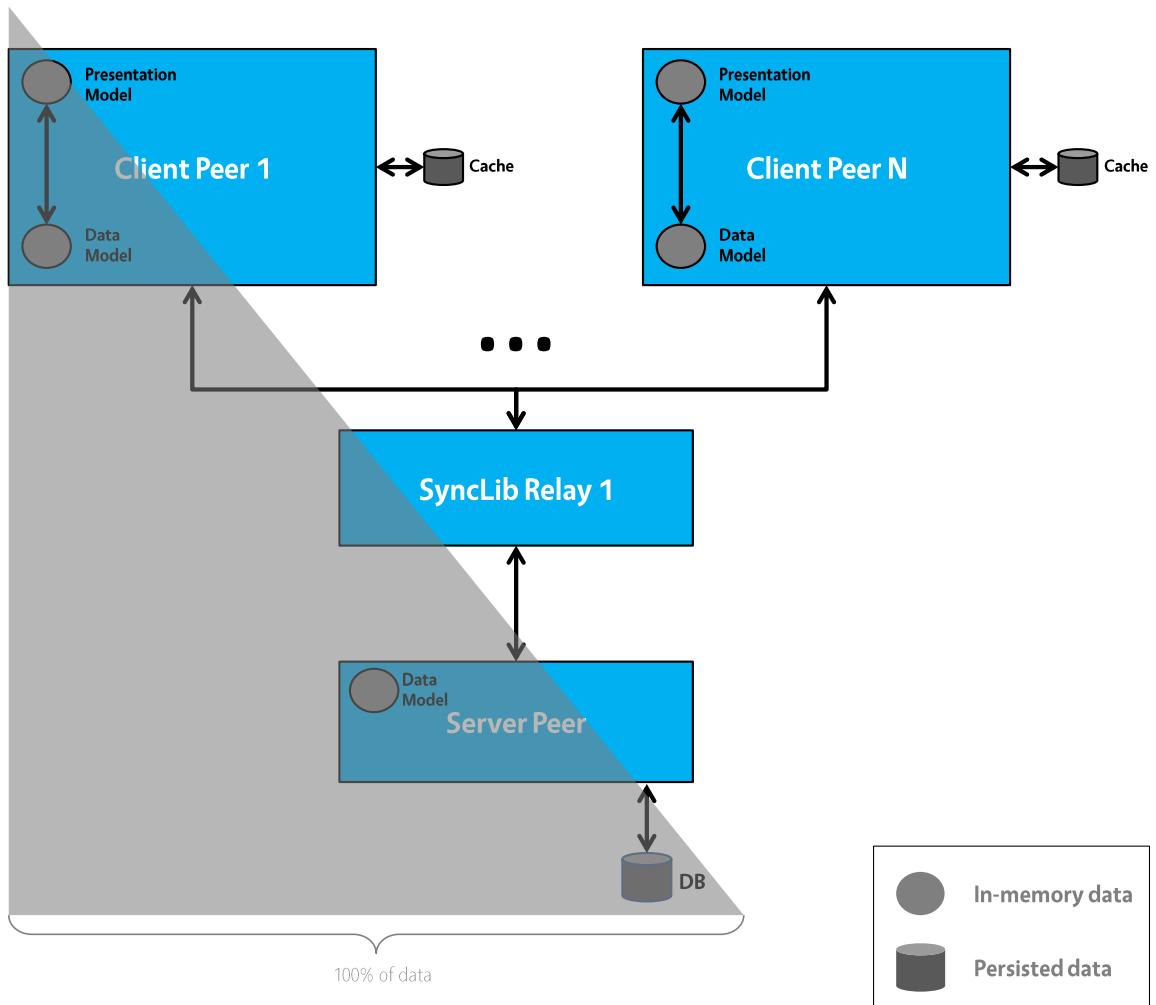 Presentation
Model
Client Peer 1
Cache
Data
Model
Presentation
Model
Client Peer N
Cache
Data
Model
...
SyncLib Relay 1
Data
Model
Server Peer
DB
100% of data
In-memory data
Persisted data